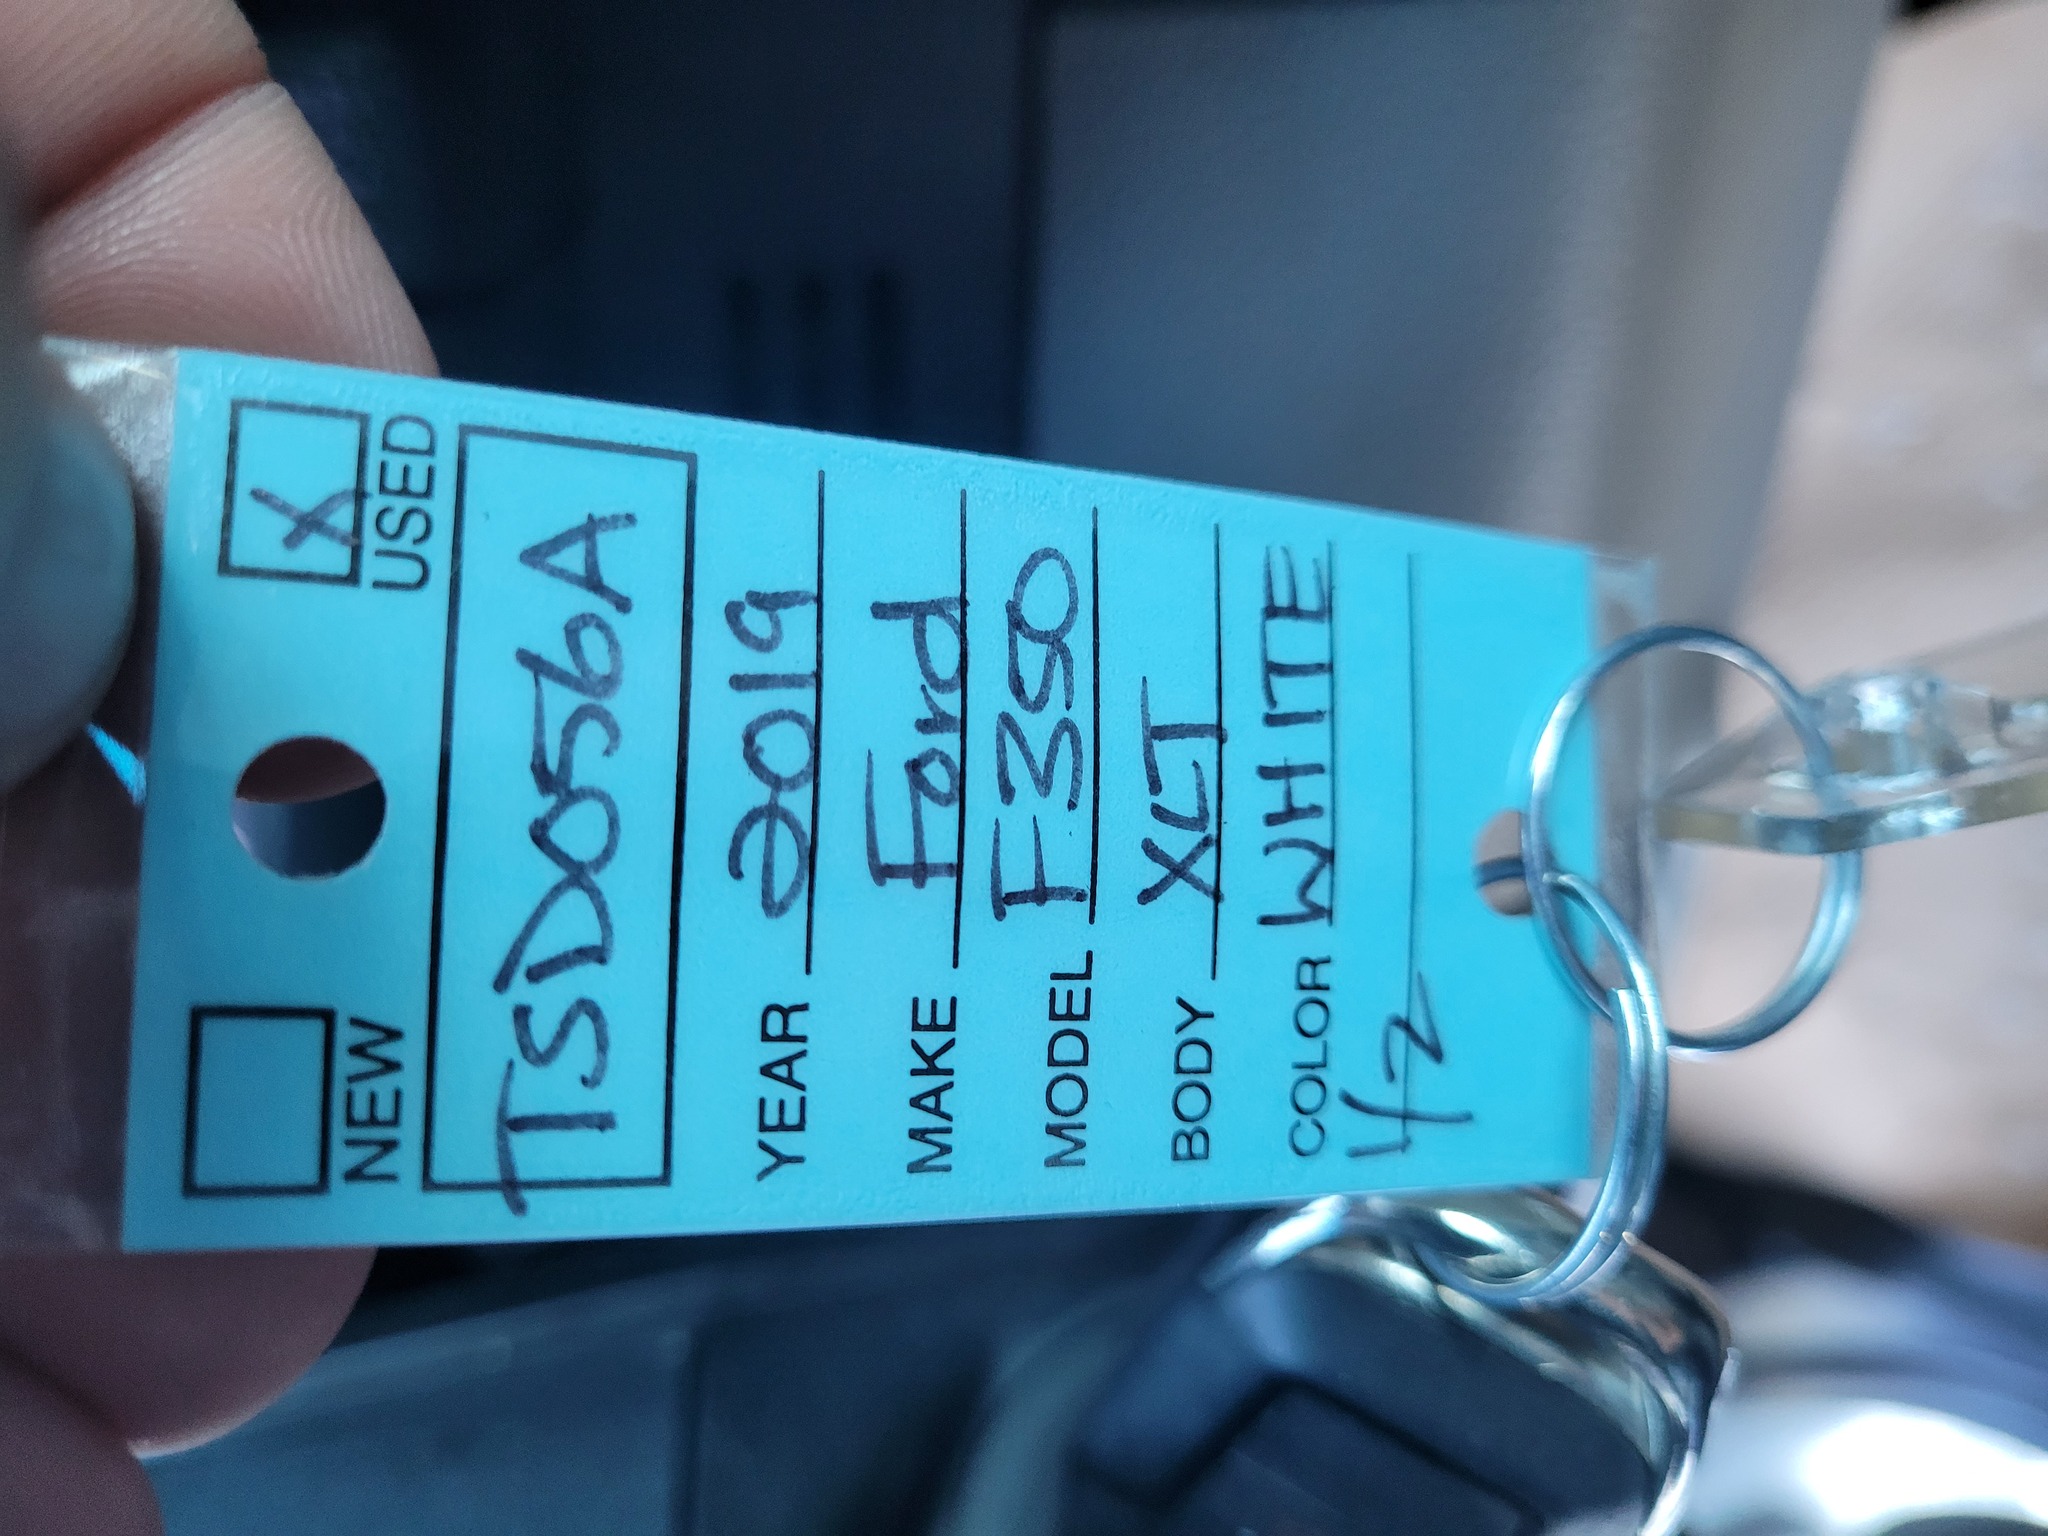 NEW X USED
TSD056A
YEAR 2019
MAKE Ford
MODEL F350
BODY XLT
COLOR WHITE
1/2